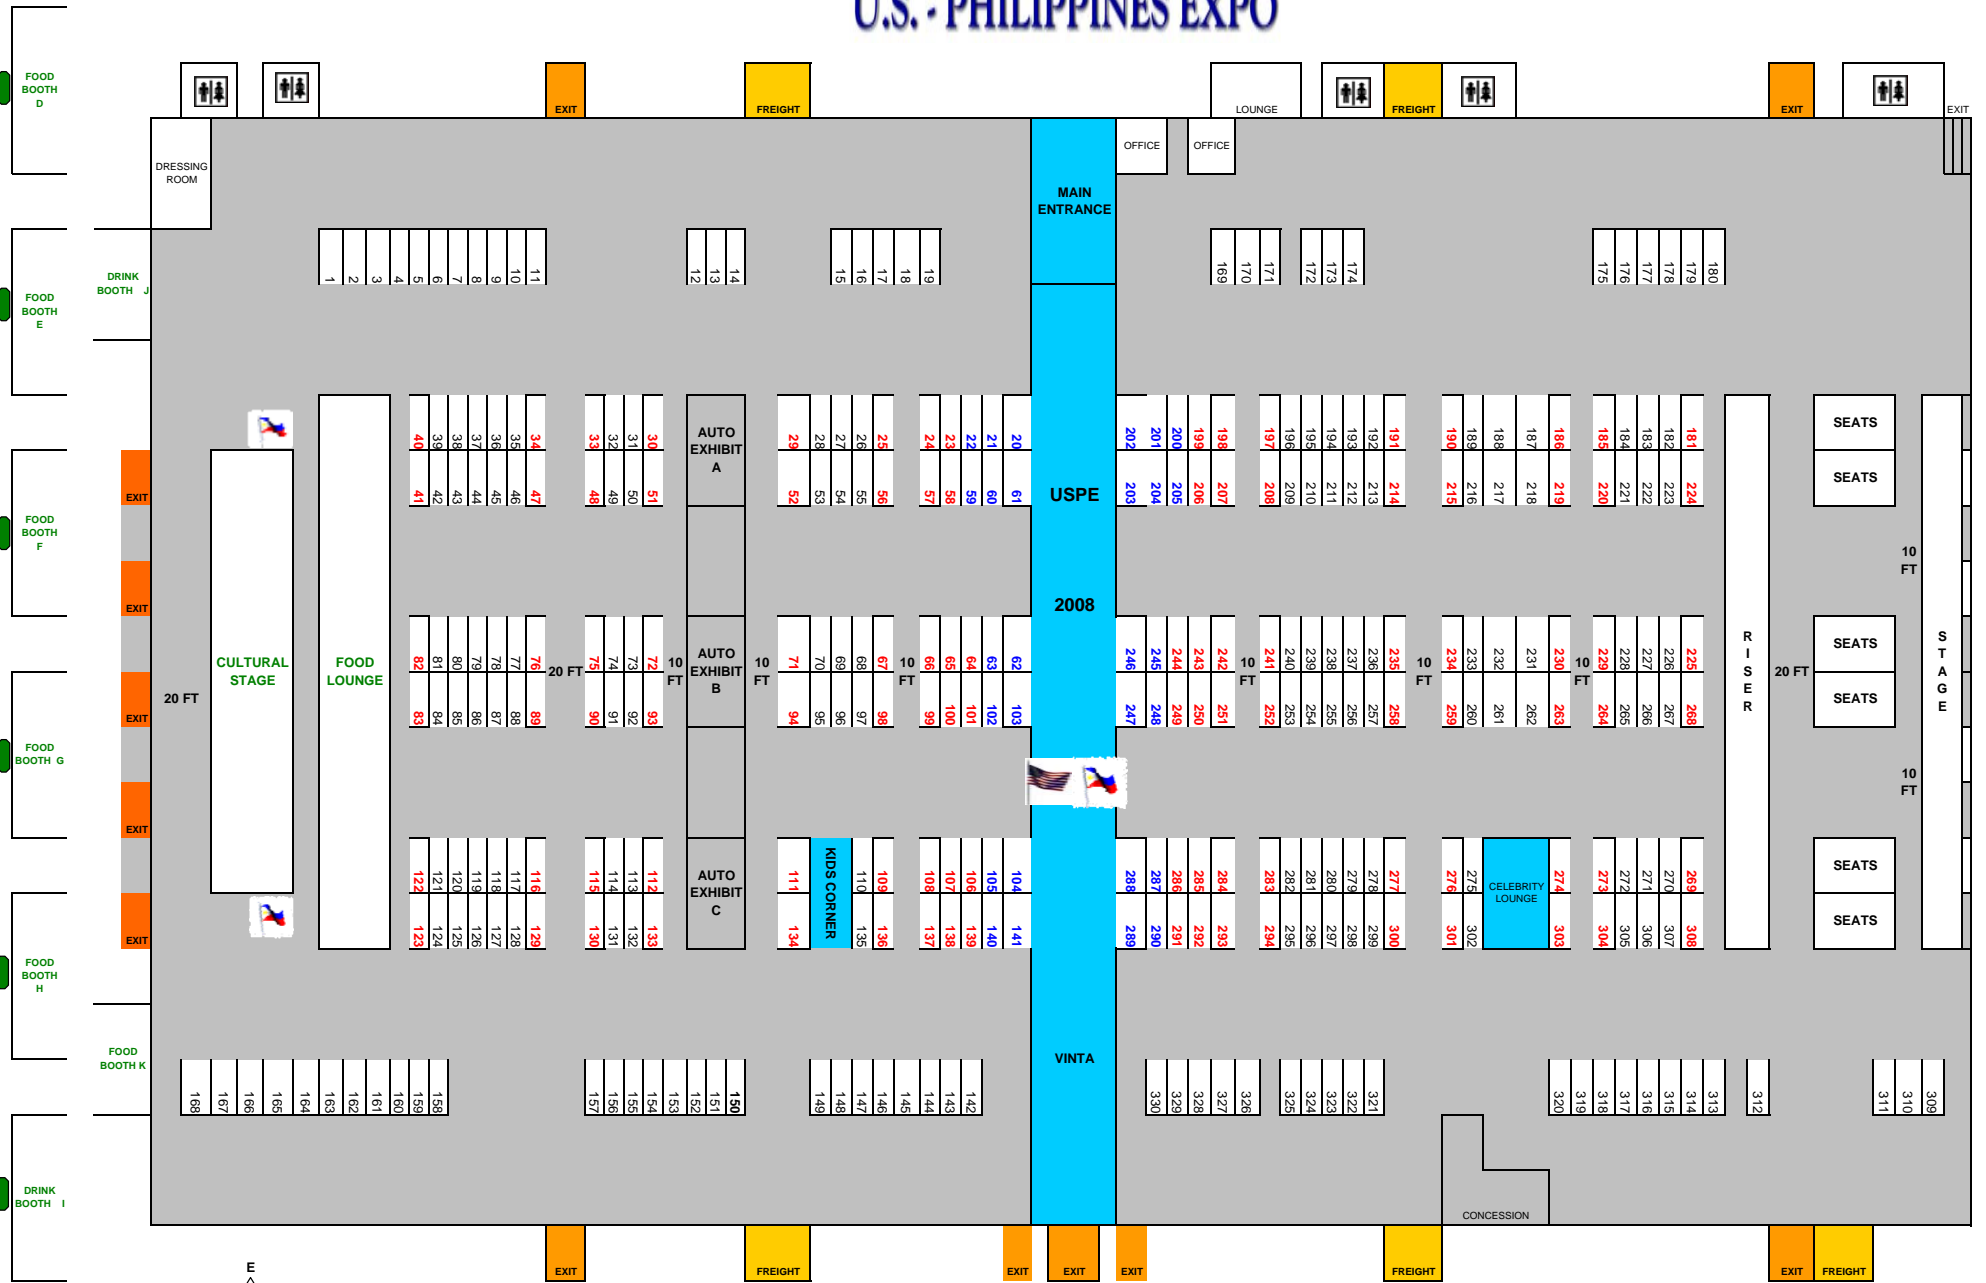 U.S. - PHILIPPINES EXPO
FOOD
BOOTH
D
EXIT
FREIGHT
LOUNGE
FREIGHT
EXIT
EXIT
DRESSING
ROOM
MAIN
ENTRANCE
OFFICE
OFFICE
FOOD
BOOTH
E
DRINK
BOOTH J
1 2 3 4 5 6 7 8 9 10 11
12 13 14
15 16 17 18 19
169 170 171
172 173 174
175 176 177 178 179 180
40 39 38 37 36 35 34
33 32 31 30
AUTO
EXHIBIT
A
29 28 27 26 25
24 23 22 21 20
202 201 200 199 198
197 196 195 194 193 192 191
190 189 188 187 186
185 184 183 182 181
SEATS
41 42 43 44 45 46 47
48 49 50 51
52 53 54 55 56
57 58 59 60 61
USPE
203 204 205 206 207
208 209 210 211 212 213 214
215 216 217 218 219
220 221 222 223 224
SEATS
EXIT
FOOD
BOOTH
F
EXIT
2008
10
FT
82 81 80 79 78 77 76
75 74 73 72
AUTO
EXHIBIT
B
71 70 69 68 67
66 65 64 63 62
246 245 244 243 242
241 240 239 238 237 236 235
234 233 232 231 230
229 228 227 226 225
SEATS
CULTURAL
STAGE
FOOD
LOUNGE
20 FT
20 FT
10
FT
10
FT
10
FT
10
FT
10
FT
10
FT
RISER
20 FT
STAGE
83 84 85 86 87 88 89
90 91 92 93
94 95 96 97 98
99 100 101 102 103
247 248 249 250 251
252 253 254 255 256 257 258
259 260 261 262 263
264 265 266 267 268
SEATS
EXIT
FOOD
BOOTH G
EXIT
10
FT
122 121 120 119 118 117 116
115 114 113 112
AUTO
EXHIBIT
C
111
KIDS CORNER
110 109
108 107 106 105 104
288 287 286 285 284
283 282 281 280 279 278 277
276 275
CELEBRITY
LOUNGE
274
273 272 271 270 269
SEATS
123 124 125 126 127 128 129
130 131 132 133
134 135 136
137 138 139 140 141
289 290 291 292 293
294 295 296 297 298 299 300
301 302 303
304 305 306 307 308
SEATS
EXIT
FOOD
BOOTH
H
FOOD
BOOTH K
VINTA
168 167 166 165 164 163 162 161 160 159 158
157 156 155 154 153 152 151 150
149 148 147 146 145 144 143 142
330 329 328 327 326
325 324 323 322 321
320 319 318 317 316 315 314 313
312
311 310 309
DRINK
BOOTH I
CONCESSION
E
EXIT
FREIGHT
EXIT
EXIT
EXIT
FREIGHT
EXIT
FREIGHT